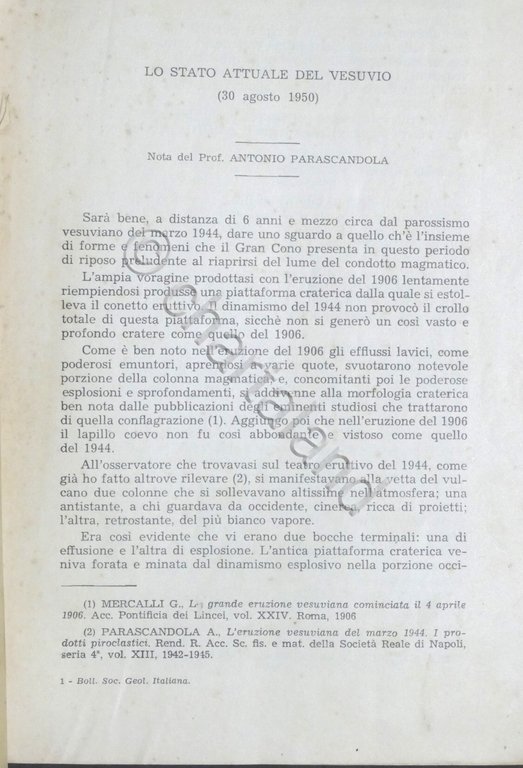 LO STATO ATTUALE DEL VESUVIO
(30 agosto 1950)
Nota del Prof. ANTONIO PARASCANDOLA
Sarà bene, a distanza di 6 anni e mezzo circa dal parossismo
vesuviano del marzo 1944, dare uno sguardo a quello ch'è l'insieme
di forme e fenomeni che il Gran Cono presenta in questo periodo
di riposo preludente al riaprirsi del lume del condotto magmatico.
L'ampia voragine prodottasi con l'eruzione del 1906 lentamente
riempiendosi produsse una piattaforma craterica dalla quale si estol-
leva il conetto eruttivo. Il dinamismo del 1944 non provocò il crollo
totale di questa piattaforma, sicchè non si generò un così vasto e
profondo cratere come quello del 1906.
Come è ben noto nell'eruzione del 1906 gli efflussi lavici, come
poderosi emuntori, aprentisi a varie quote, svuotarono notevole
porzione della colonna magmatica e, concomitanti poi le poderose
esplosioni e sprofondamenti, si addivenne alla morfologia craterica
ben nota dalle pubblicazioni degli studiosi che trattarono
di quella conflagrazione (1). Aggiungasi che nell'eruzione del 1906
il lapillo coevo non fu così abbondante e vistoso come quello
del 1944.
All'osservatore che trovavasi sul teatro eruttivo del 1944, come
già ho fatto altrove rilevare (2), si manifestavano alla vetta del vul-
cano due colonne che si sollevavano altissime nell'atmosfera; una
antistante, a chi guardava da occidente, cinerea, ricca di proietti;
l'altra, retrostante, del più bianco vapore.
Era così evidente che vi erano due bocche terminali: una di
effusione e l'altra di esplosione. L'antica piattaforma craterica ve-
niva forata e minata dal dinamismo esplosivo nella porzione occi-
(1) MERCALLI G., La grande eruzione vesuviana cominciata il 4 aprile
1906. Acc. Pontificia dei Lincei, vol. XXIV. Roma, 1906
(2) PARASCANDOLA A., L'eruzione vesuviana del marzo 1944. I pro-
dotti piroclastici. Rend. R. Acc. Sc. fis. e mat. della Società Reale di Napoli,
seria 4ª, vol. XIII, 1942-1945.
1 - Boll. Soc. Geol. Italiana.
© chartaland